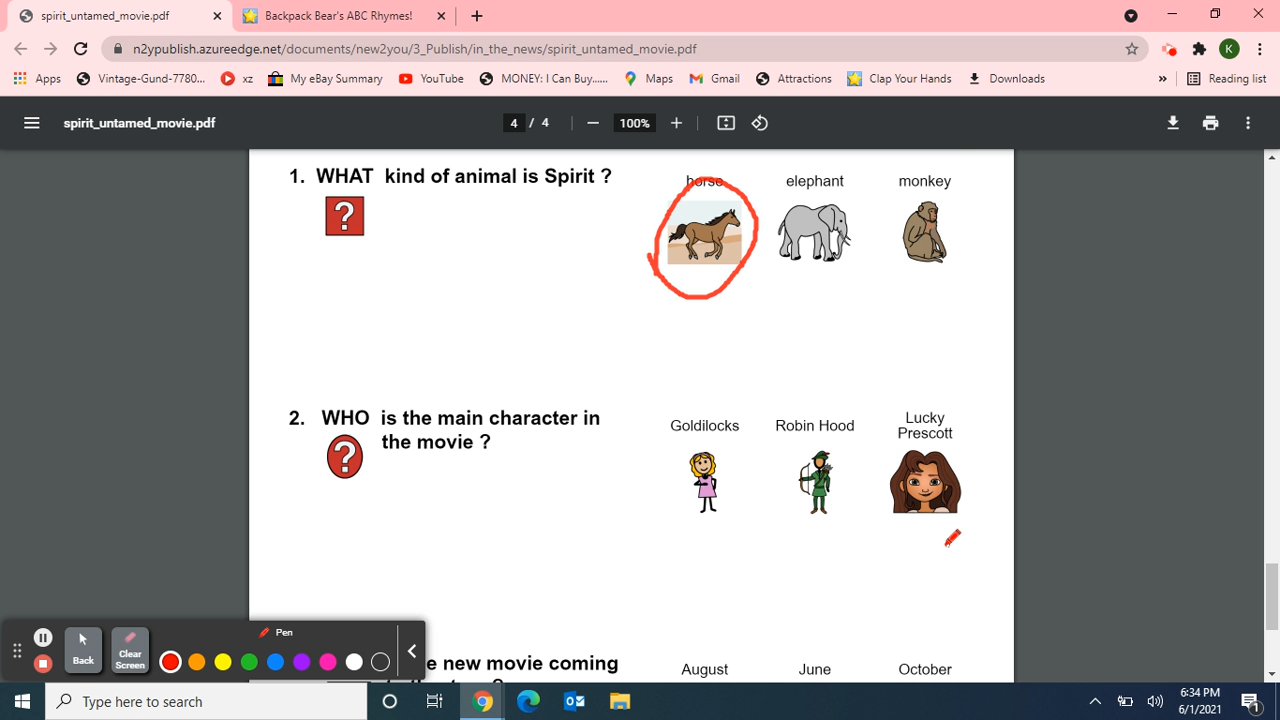 spirit_untamed_movie.pdf
Backpack Bear's ABC Rhymes!
n2ypublish.azureedge.net/documents/new2you/3_Publish/in_the_news/spirit_untamed_movie.pdf
K
Apps
Vintage-Gund-7780...
xz
My eBay Summary
YouTube
MONEY: I Can Buy......
Maps
Gmail
Attractions
Clap Your Hands
Downloads
»
Reading list
spirit_untamed_movie.pdf
4 / 4
100%
1. WHAT kind of animal is Spirit ?
?
horse
elephant
monkey
2. WHO is the main character in
the movie ?
?
Goldilocks
Robin Hood
Lucky
Prescott
e new movie coming
August
June
October
Pen
Back
Clear
Screen
Type here to search
6:34 PM
6/1/2021
1